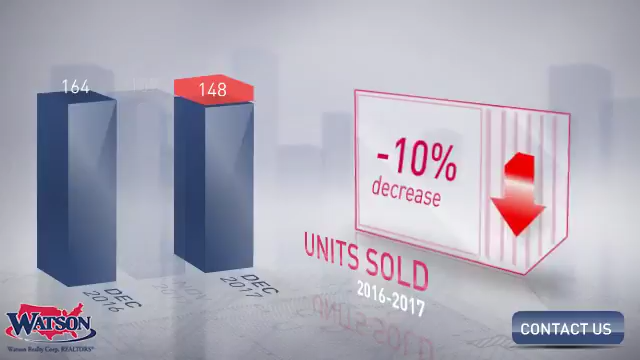 164
148
-10%
decrease
UNITS SOLD
2016-2017
DEC
2016
DEC
2017
WATSON
Watson Realty Corp, REALTORS®
CONTACT US